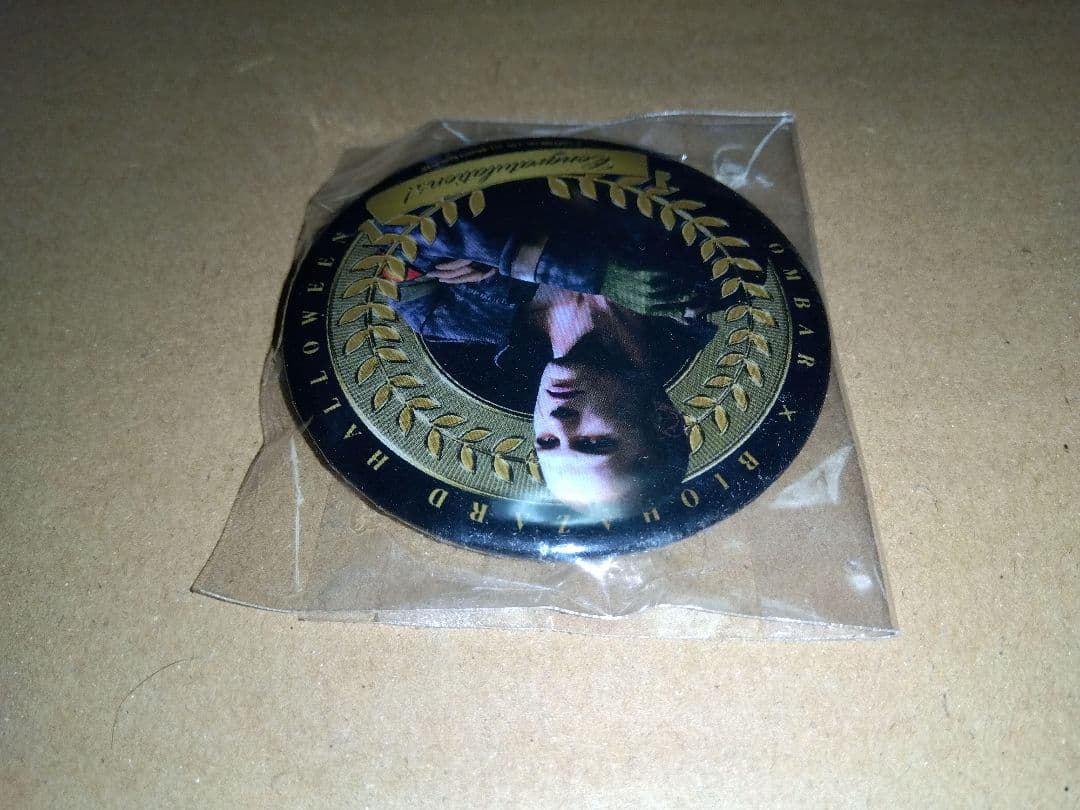 OMBAR × BIOHAZARD HALLOWEEN
Congratulations!